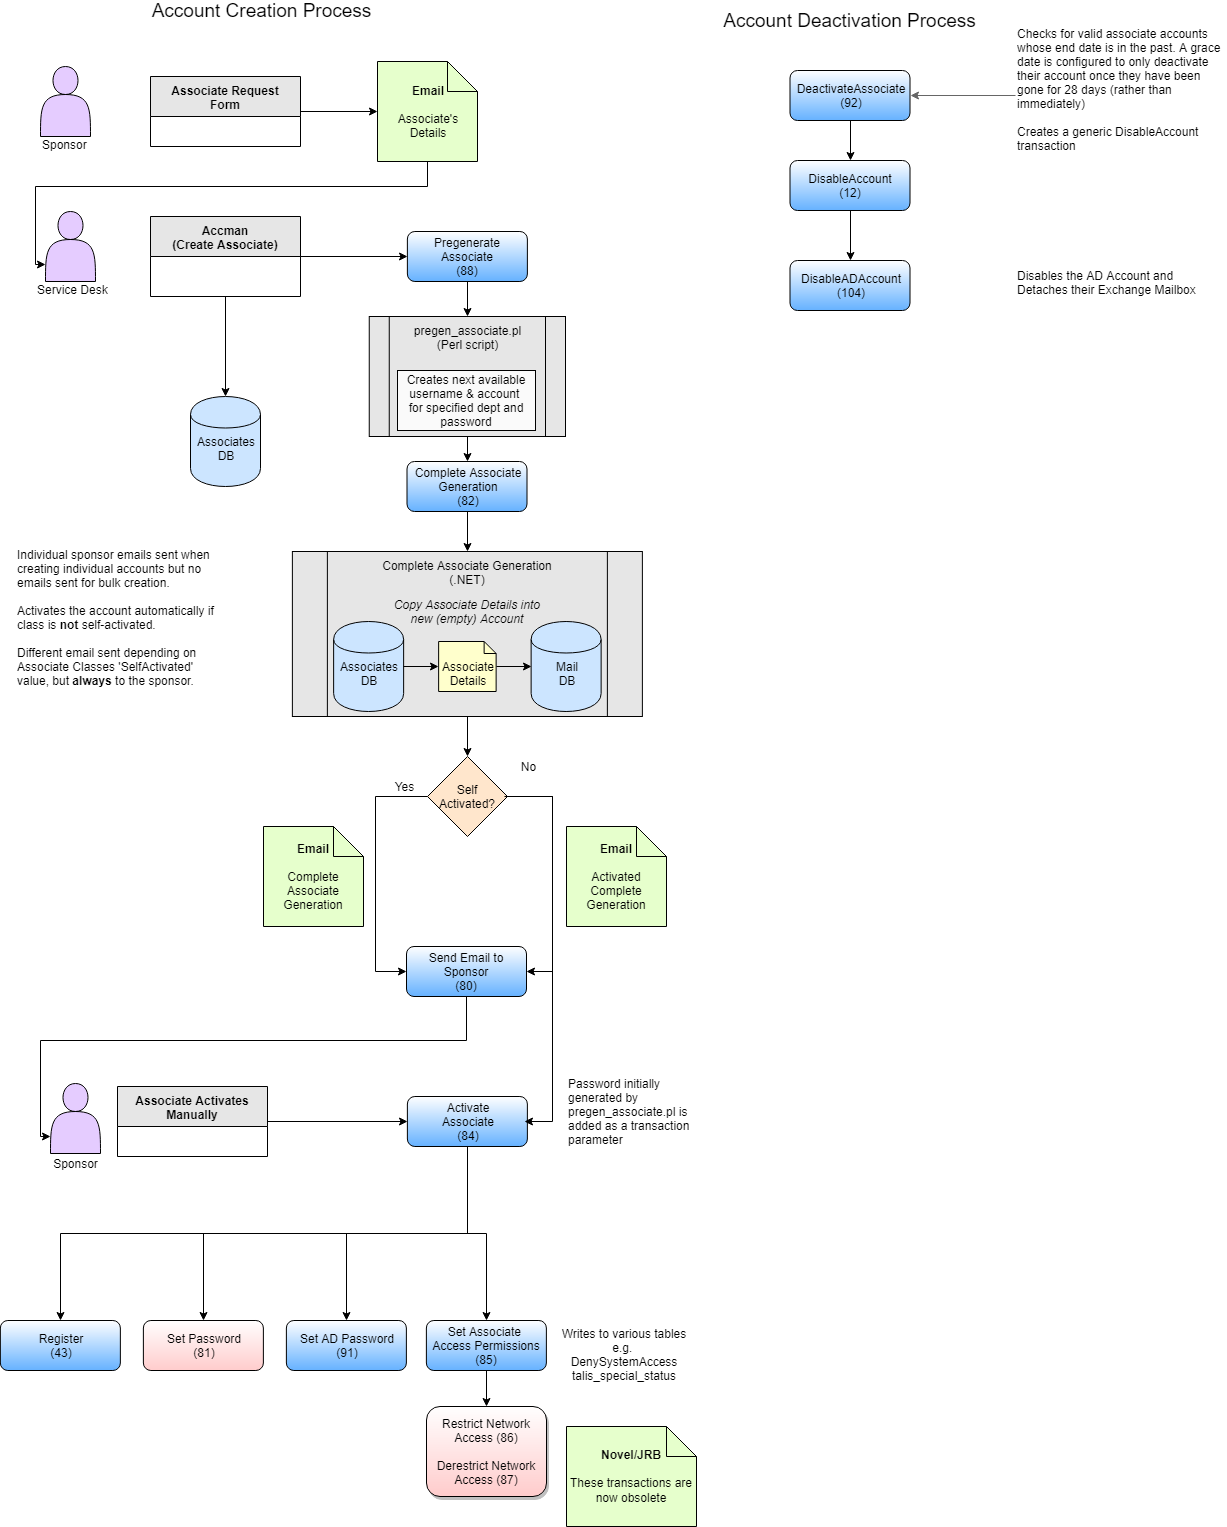 Account Creation Process
Sponsor
Associate Request
Form
Email
Associate's
Details
Service Desk
Accman
(Create Associate)
Pregenerate
Associate
(88)
pregen_associate.pl
(Perl script)
Creates next available
username & account
for specified dept and
password
Associates
DB
Complete Associate
Generation
(82)
Individual sponsor emails sent when
creating individual accounts but no
emails sent for bulk creation.
Activates the account automatically if
class is not self-activated.
Different email sent depending on
Associate Classes 'SelfActivated'
value, but always to the sponsor.
Complete Associate Generation
(.NET)
Copy Associate Details into
new (empty) Account
Associates
DB
Associate
Details
Mail
DB
Self
Activated?
Yes
No
Email
Complete
Associate
Generation
Email
Activated
Complete
Generation
Send Email to
Sponsor
(80)
Sponsor
Associate Activates
Manually
Activate
Associate
(84)
Password initially
generated by
pregen_associate.pl is
added as a transaction
parameter
Register
(43)
Set Password
(81)
Set AD Password
(91)
Set Associate
Access Permissions
(85)
Writes to various tables
e.g.
DenySystemAccess
talis_special_status
Restrict Network
Access (86)
Derestrict Network
Access (87)
Novel/JRB
These transactions are
now obsolete
Account Deactivation Process
DeactivateAssociate
(92)
Checks for valid associate accounts
whose end date is in the past. A grace
date is configured to only deactivate
their account once they have been
gone for 28 days (rather than
immediately)
Creates a generic DisableAccount
transaction
DisableAccount
(12)
DisableADAccount
(104)
Disables the AD Account and
Detaches their Exchange Mailbox